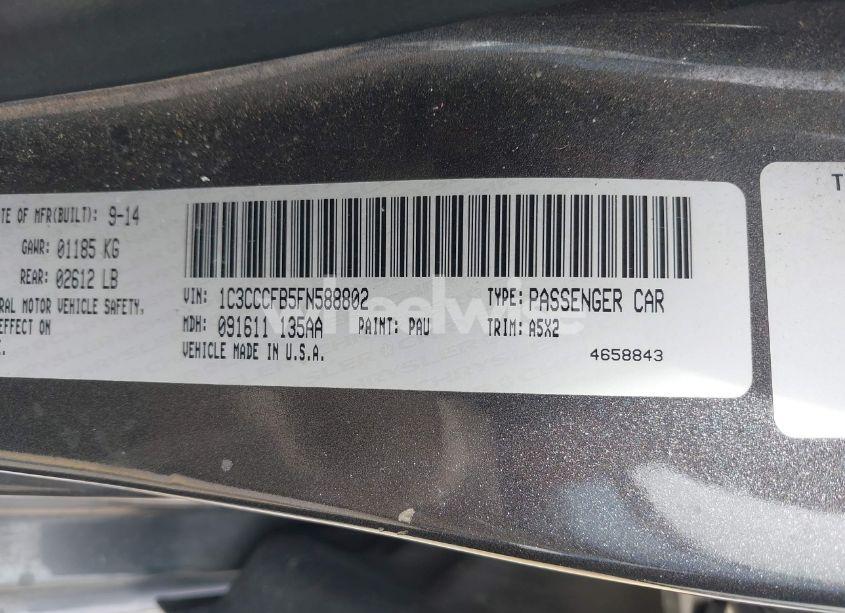 TE OF MFR(BUILT): 9-14
GAWR: 01185 KG
REAR: 02612 LB
RAL MOTOR VEHICLE SAFETY,
EFFECT ON
VIN: 1C3CCCFB5FN588802 TYPE: PASSENGER CAR
MDH: 091611 135AA PAINT: PAU TRIM: A5X2
VEHICLE MADE IN U.S.A. 4658843
wheelwise
T